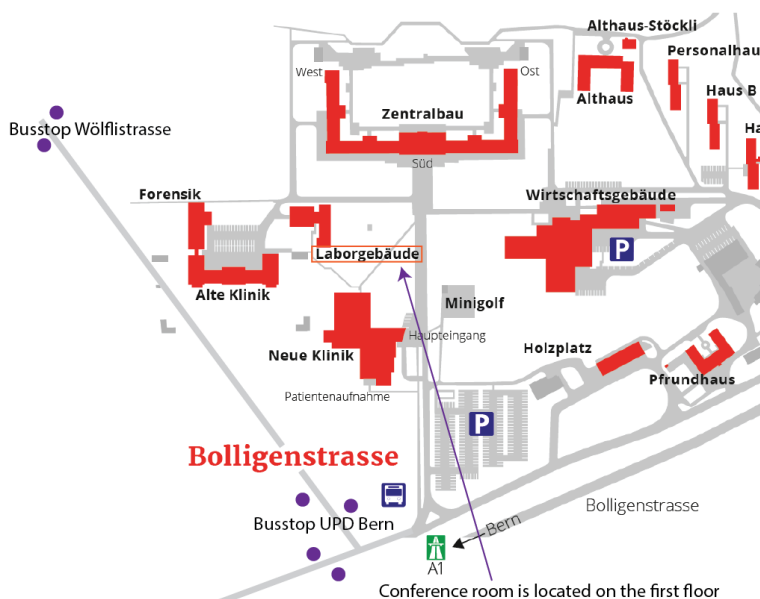 Althaus-Stöckli
Personalhau
West
Ost
Althaus
Haus B
Zentralbau
Busstop Wölflistrasse
Ha
Süd
Forensik
Wirtschaftsgebäude
P
Laborgebäude
Alte Klinik
Minigolf
Haupteingang
Neue Klinik
Holzplatz
Pfrundhaus
Patientenaufnahme
P
Bolligenstrasse
Bolligenstrasse
Busstop UPD Bern
Bern
A1
Conference room is located on the first floor